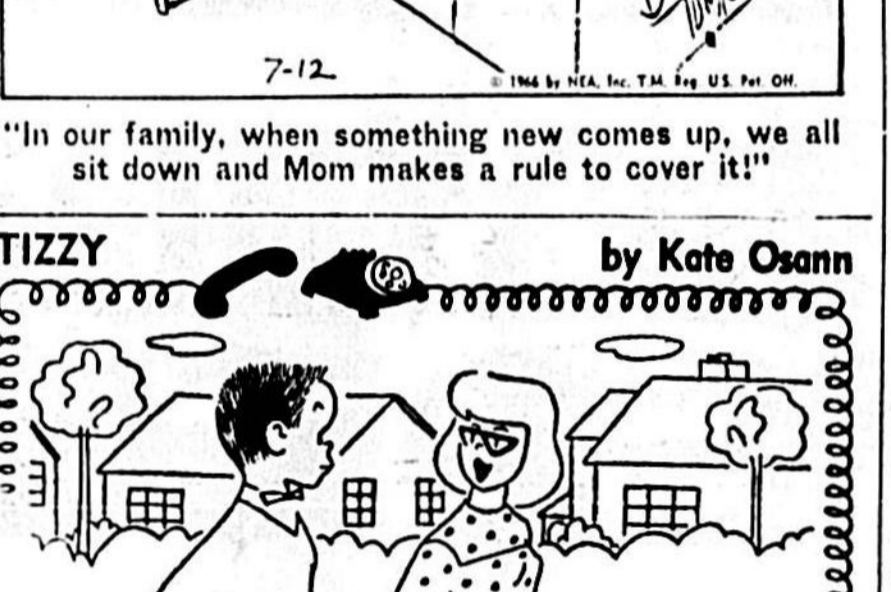 7-12
© 1966 by NEA, Inc. T.M. Reg. U.S. Pat. Off.
"In our family, when something new comes up, we all
sit down and Mom makes a rule to cover it!"
TIZZY
by Kate Osann